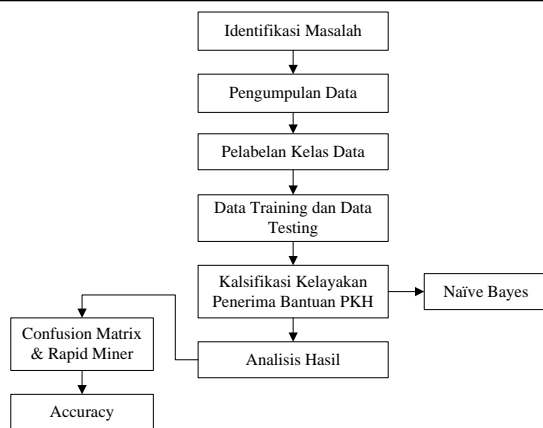 Identifikasi Masalah
Pengumpulan Data
Pelabelan Kelas Data
Data Training dan Data
Testing
Kalsifikasi Kelayakan
Penerima Bantuan PKH
Naïve Bayes
Confusion Matrix
& Rapid Miner
Analisis Hasil
Accuracy